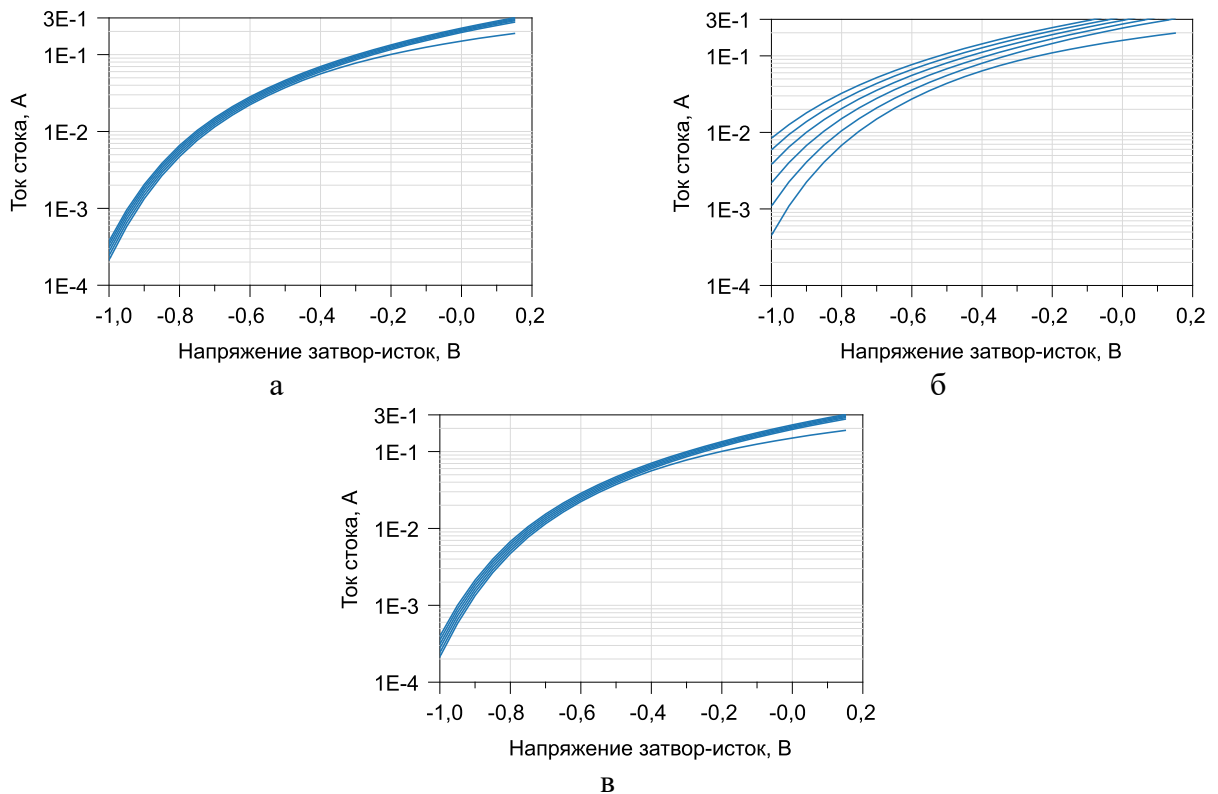 3E-1
1E-1
1E-2
1E-3
1E-4
Ток стока, А
-1,0 -0,8 -0,6 -0,4 -0,2 -0,0 0,2
Напряжение затвор-исток, В
а
3E-1
1E-1
1E-2
1E-3
1E-4
Ток стока, А
-1,0 -0,8 -0,6 -0,4 -0,2 -0,0 0,2
Напряжение затвор-исток, В
б
3E-1
1E-1
1E-2
1E-3
1E-4
Ток стока, А
-1,0 -0,8 -0,6 -0,4 -0,2 -0,0 0,2
Напряжение затвор-исток, В
в